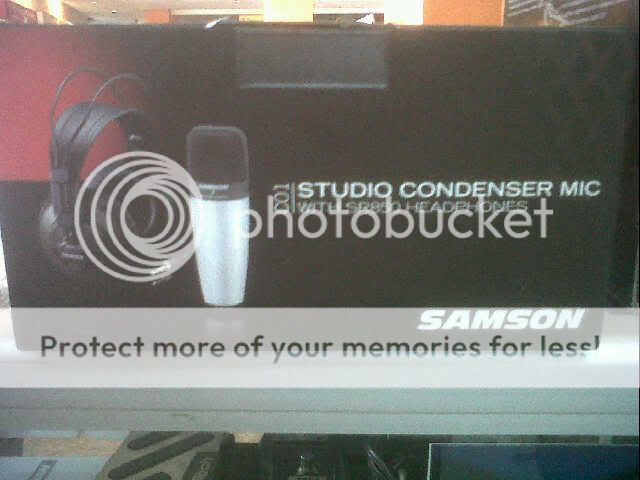 C01 STUDIO CONDENSER MIC
WITH SR850 HEADPHONES
photobucket
SAMSON
Protect more of your memories for less!